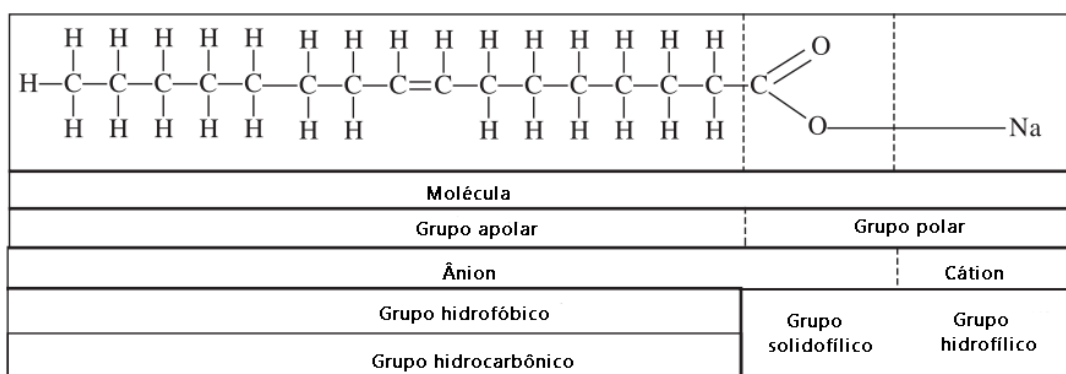 H H H H H H H H H H H H H H H O
H—C—C—C—C—C—C—C—C=C—C—C—C—C—C—C—C
H H H H H H H H H H H H H O—Na
Molécula
Grupo apolar
Grupo polar
Ânion
Cátion
Grupo hidrofóbico
Grupo hidrocarbônico
Grupo
solidofílico
Grupo
hidrofílico